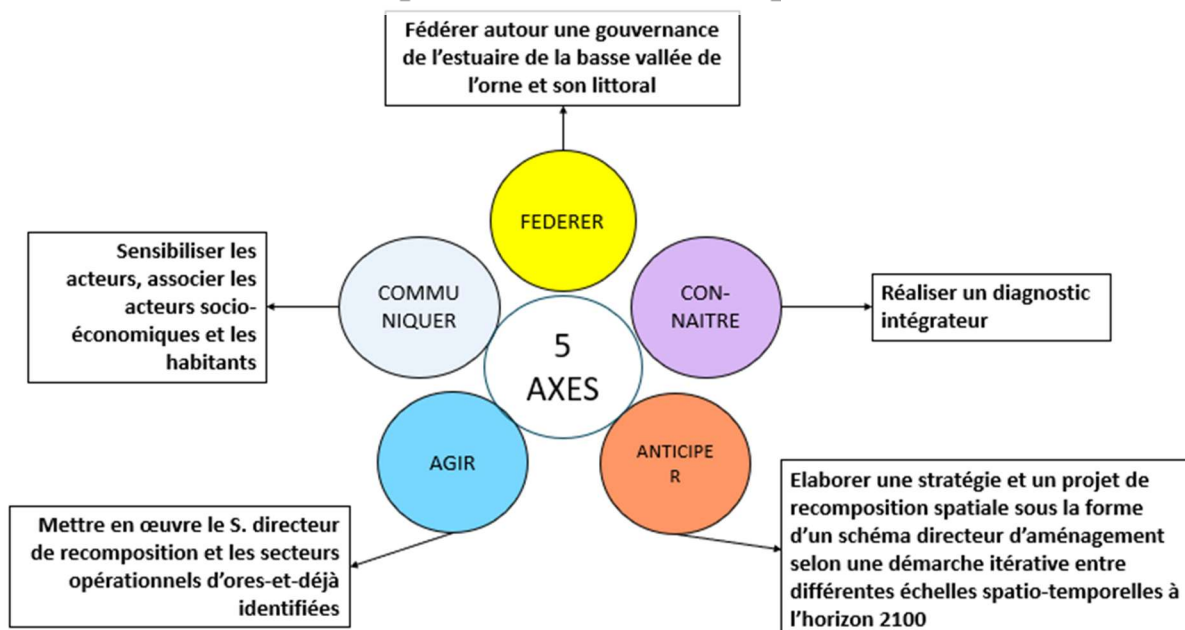 Fédérer autour une gouvernance
de l'estuaire de la basse vallée de
l'orne et son littoral
FEDERER
Sensibiliser les
acteurs, associer les
acteurs socio-
économiques et les
habitants
COMMU
NIQUER
CON-
NAITRE
Réaliser un diagnostic
intégrateur
5
AXES
AGIR
ANTICIPE
R
Mettre en œuvre le S. directeur
de recomposition et les secteurs
opérationnels d'ores-et-déjà
identifiées
Elaborer une stratégie et un projet de
recomposition spatiale sous la forme
d'un schéma directeur d'aménagement
selon une démarche itérative entre
différentes échelles spatio-temporelles à
l'horizon 2100